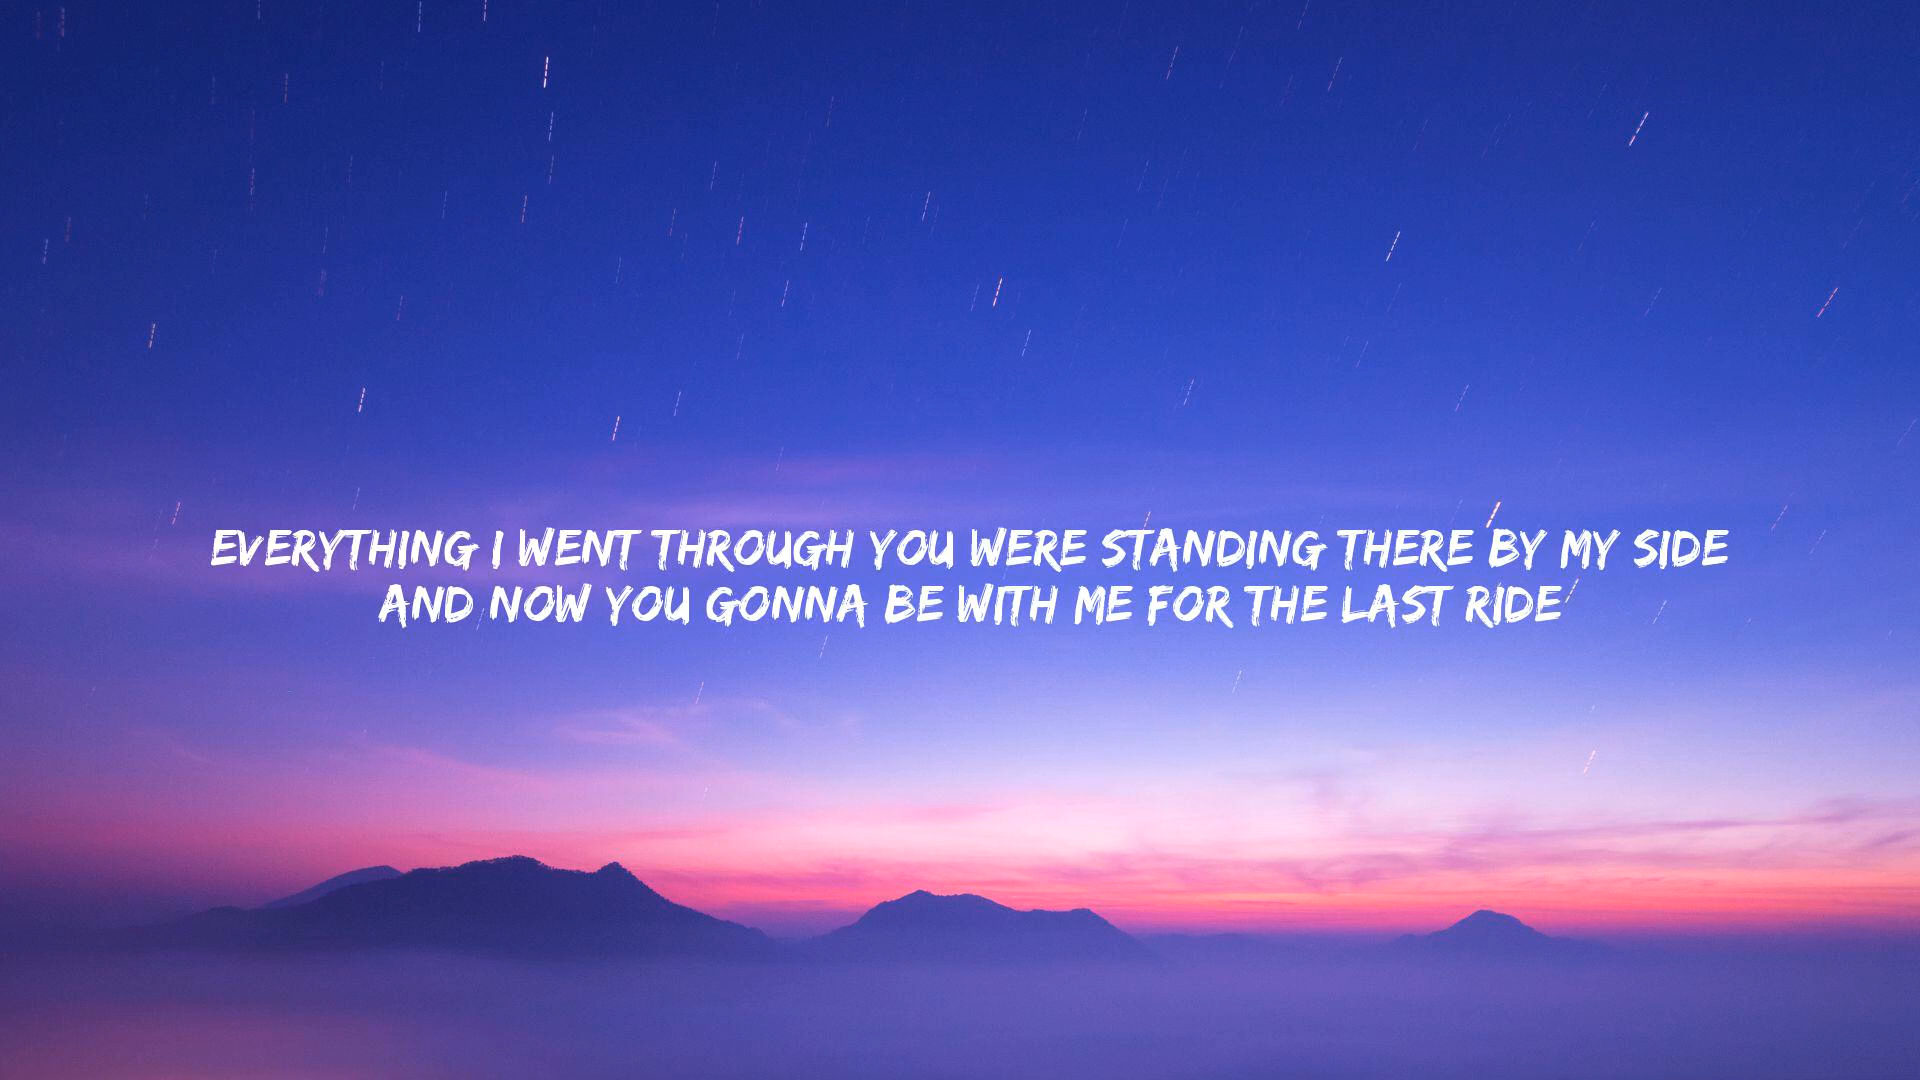 EVERYTHING I WENT THROUGH YOU WERE STANDING THERE BY MY SIDE
AND NOW YOU GONNA BE WITH ME FOR THE LAST RIDE